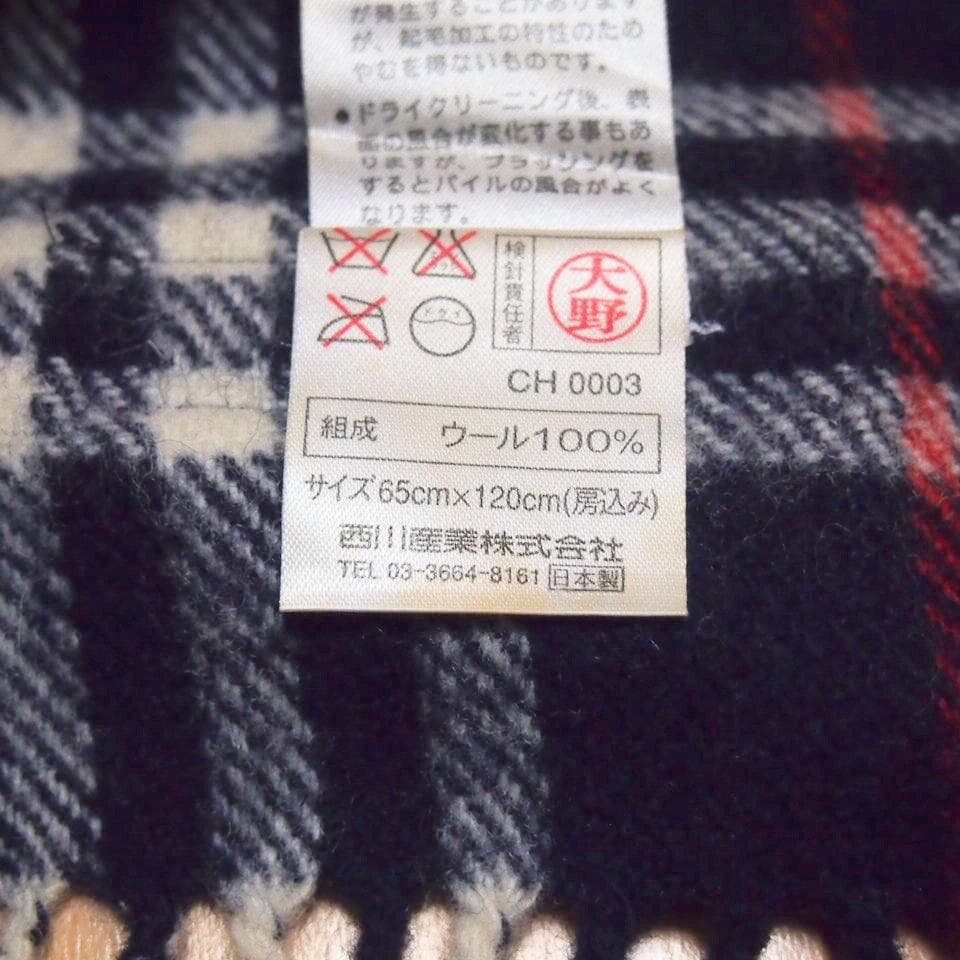 が発生することがあります
が、起毛加工の特性のため
やむを得ないものです。
●ドライクリーニング後、表
面の風合が変化する事もあ
りますが、ブラッシングを
するとパイルの風合がよく
なります。
ドライ
検針責任者
大野
CH 0003
組成 ウール100%
サイズ65cm×120cm(房込み)
西川産業株式会社
TEL 03-3664-8161 日本製